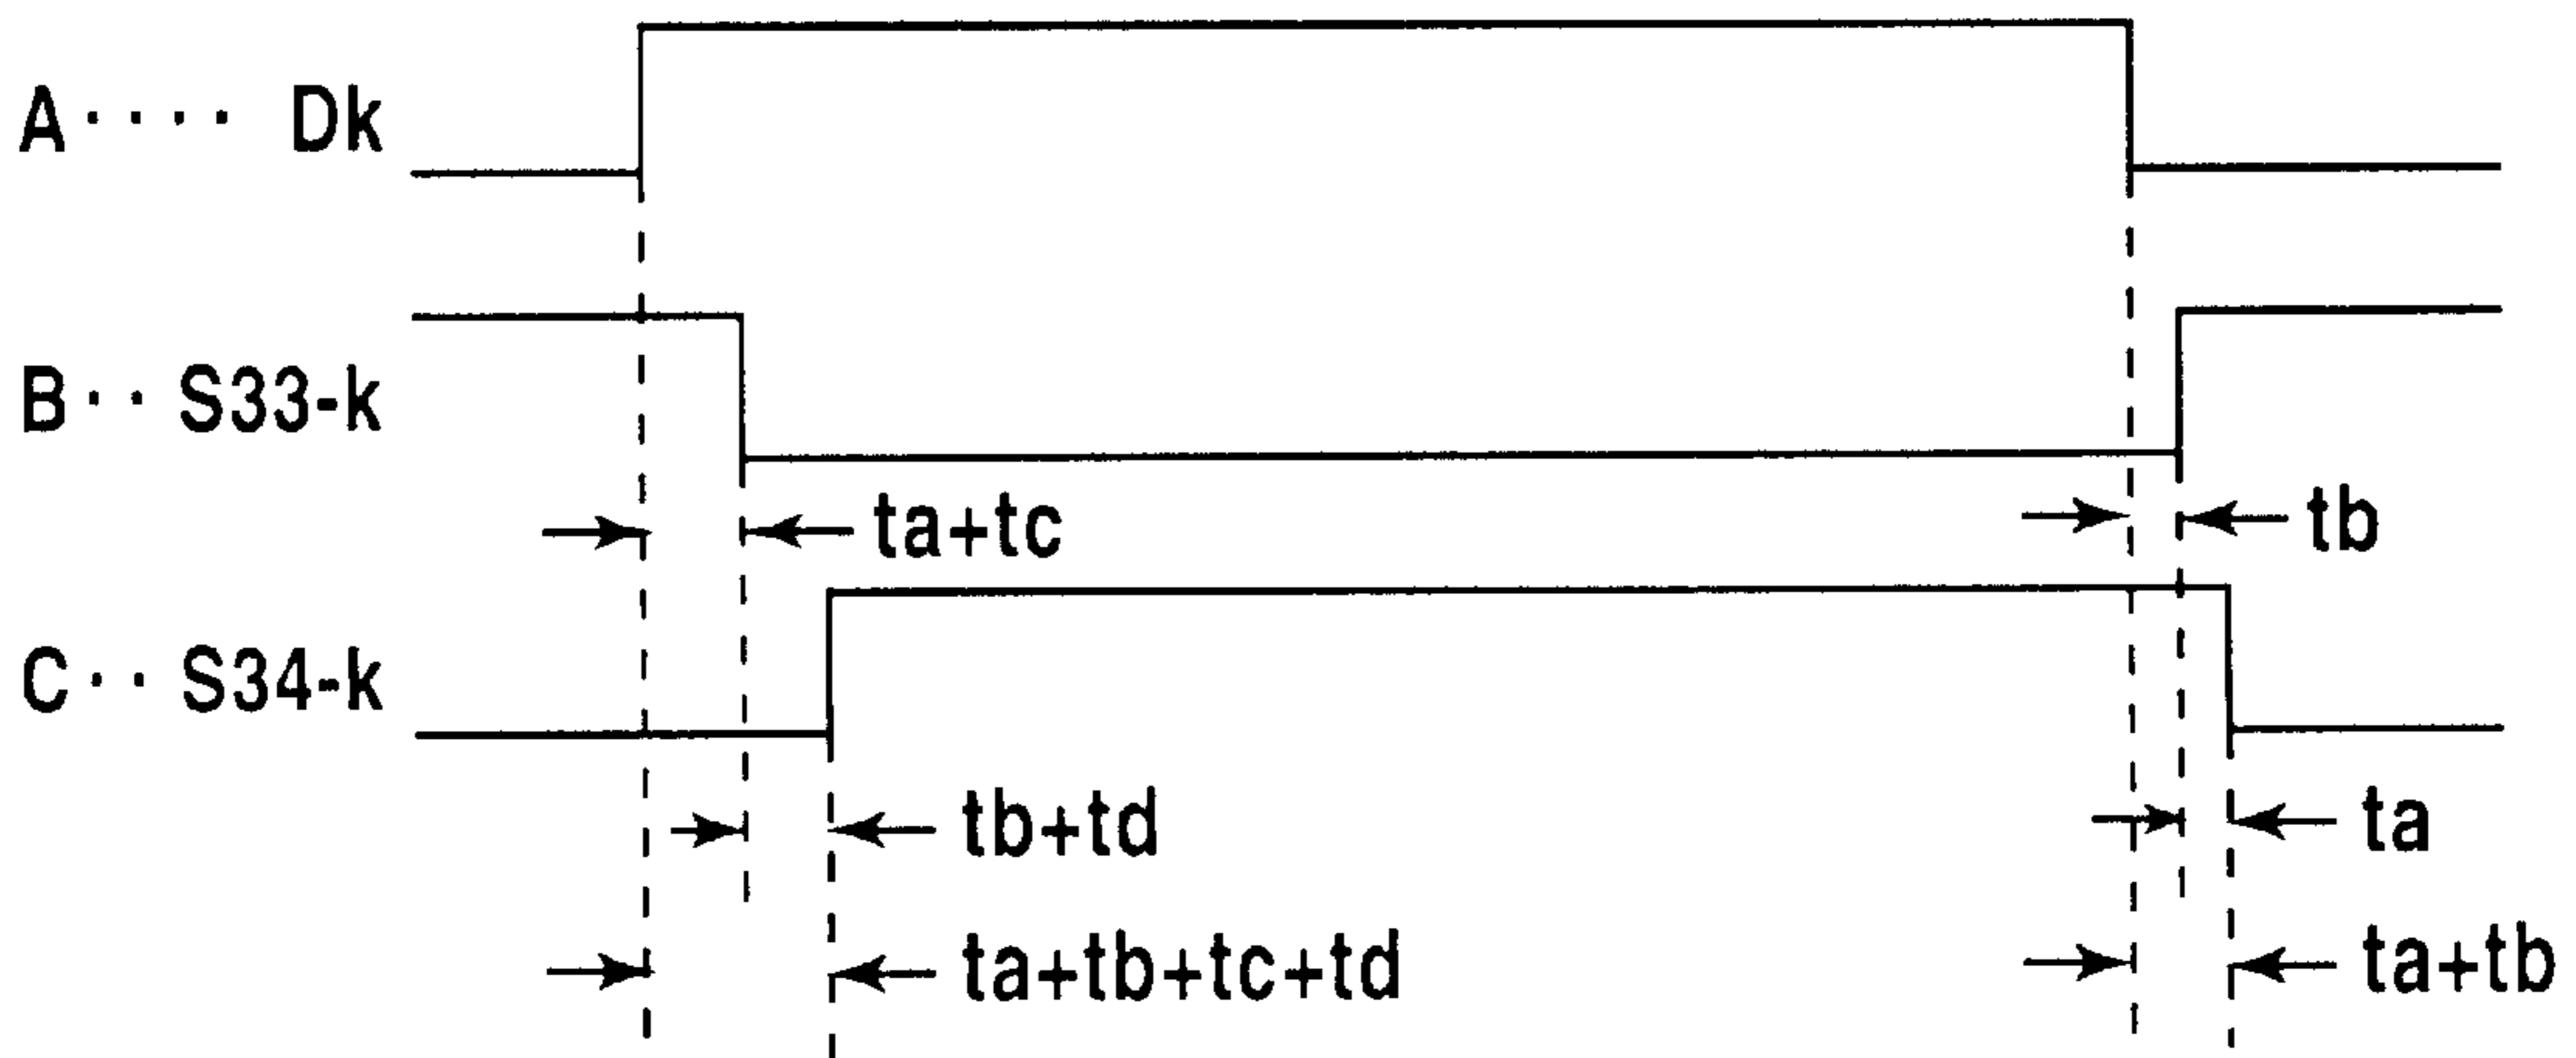 A ···· Dk
B ·· S33-k
ta+tc
tb
C ·· S34-k
tb+td
ta
ta+tb+tc+td
ta+tb